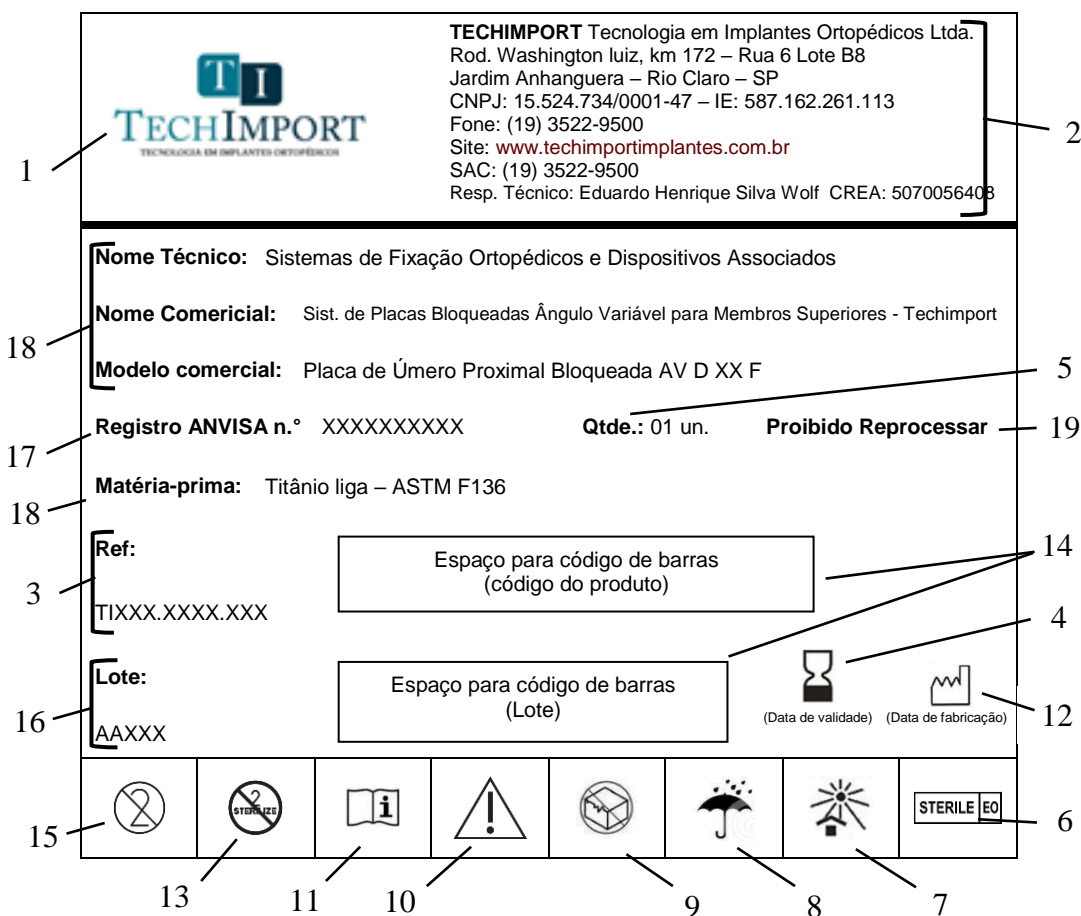 TI
TECHIMPORT
TECNOLOGIA EM IMPLANTES ORTOPÉDICOS
1
TECHIMPORT Tecnologia em Implantes Ortopédicos Ltda.
Rod. Washington luiz, km 172 – Rua 6 Lote B8
Jardim Anhanguera – Rio Claro – SP
CNPJ: 15.524.734/0001-47 – IE: 587.162.261.113
Fone: (19) 3522-9500
Site: www.techimportimplantes.com.br
SAC: (19) 3522-9500
Resp. Técnico: Eduardo Henrique Silva Wolf CREA: 5070056408
2
Nome Técnico: Sistemas de Fixação Ortopédicos e Dispositivos Associados
Nome Comericial: Sist. de Placas Bloqueadas Ângulo Variável para Membros Superiores - Techimport
18
Modelo comercial: Placa de Úmero Proximal Bloqueada AV D XX F
5
Registro ANVISA n.° XXXXXXXXXX Qtde.: 01 un. Proibido Reprocessar
19
17
Matéria-prima: Titânio liga – ASTM F136
18
Ref:
Espaço para código de barras
(código do produto)
14
3
TIXXX.XXXX.XXX
4
Lote:
Espaço para código de barras
(Lote)
(Data de validade) (Data de fabricação)
16
12
AAXXX
2
2
STERILIZE
i
!
STERILE EO
15
6
13
11
10
9
8
7